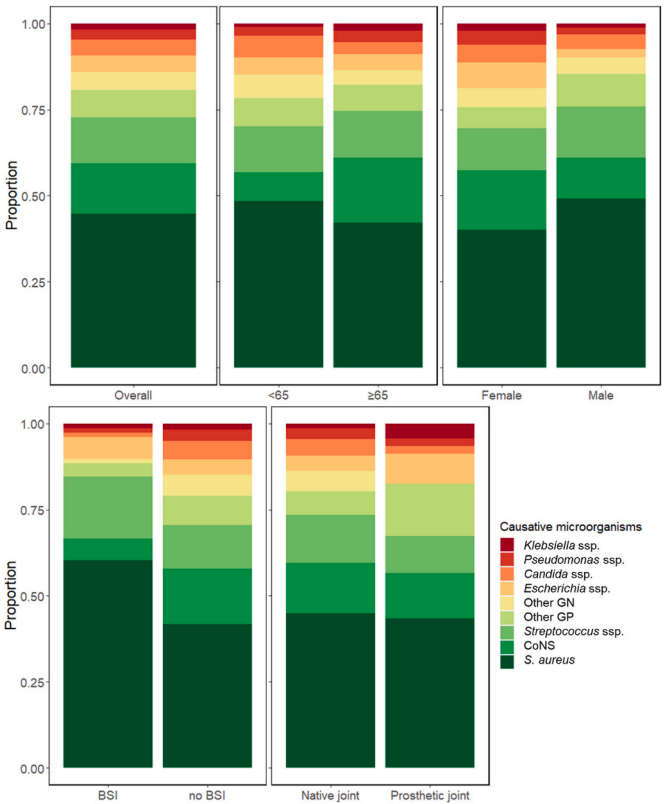 1.00
0.75
0.50
0.25
0.00
Proportion
Overall
<65
≥65
Female
Male
1.00
0.75
0.50
0.25
0.00
Proportion
BSI
no BSI
Native joint
Prosthetic joint
Causative microorganisms
Klebsiella ssp.
Pseudomonas ssp.
Candida ssp.
Escherichia ssp.
Other GN
Other GP
Streptococcus ssp.
CoNS
S. aureus